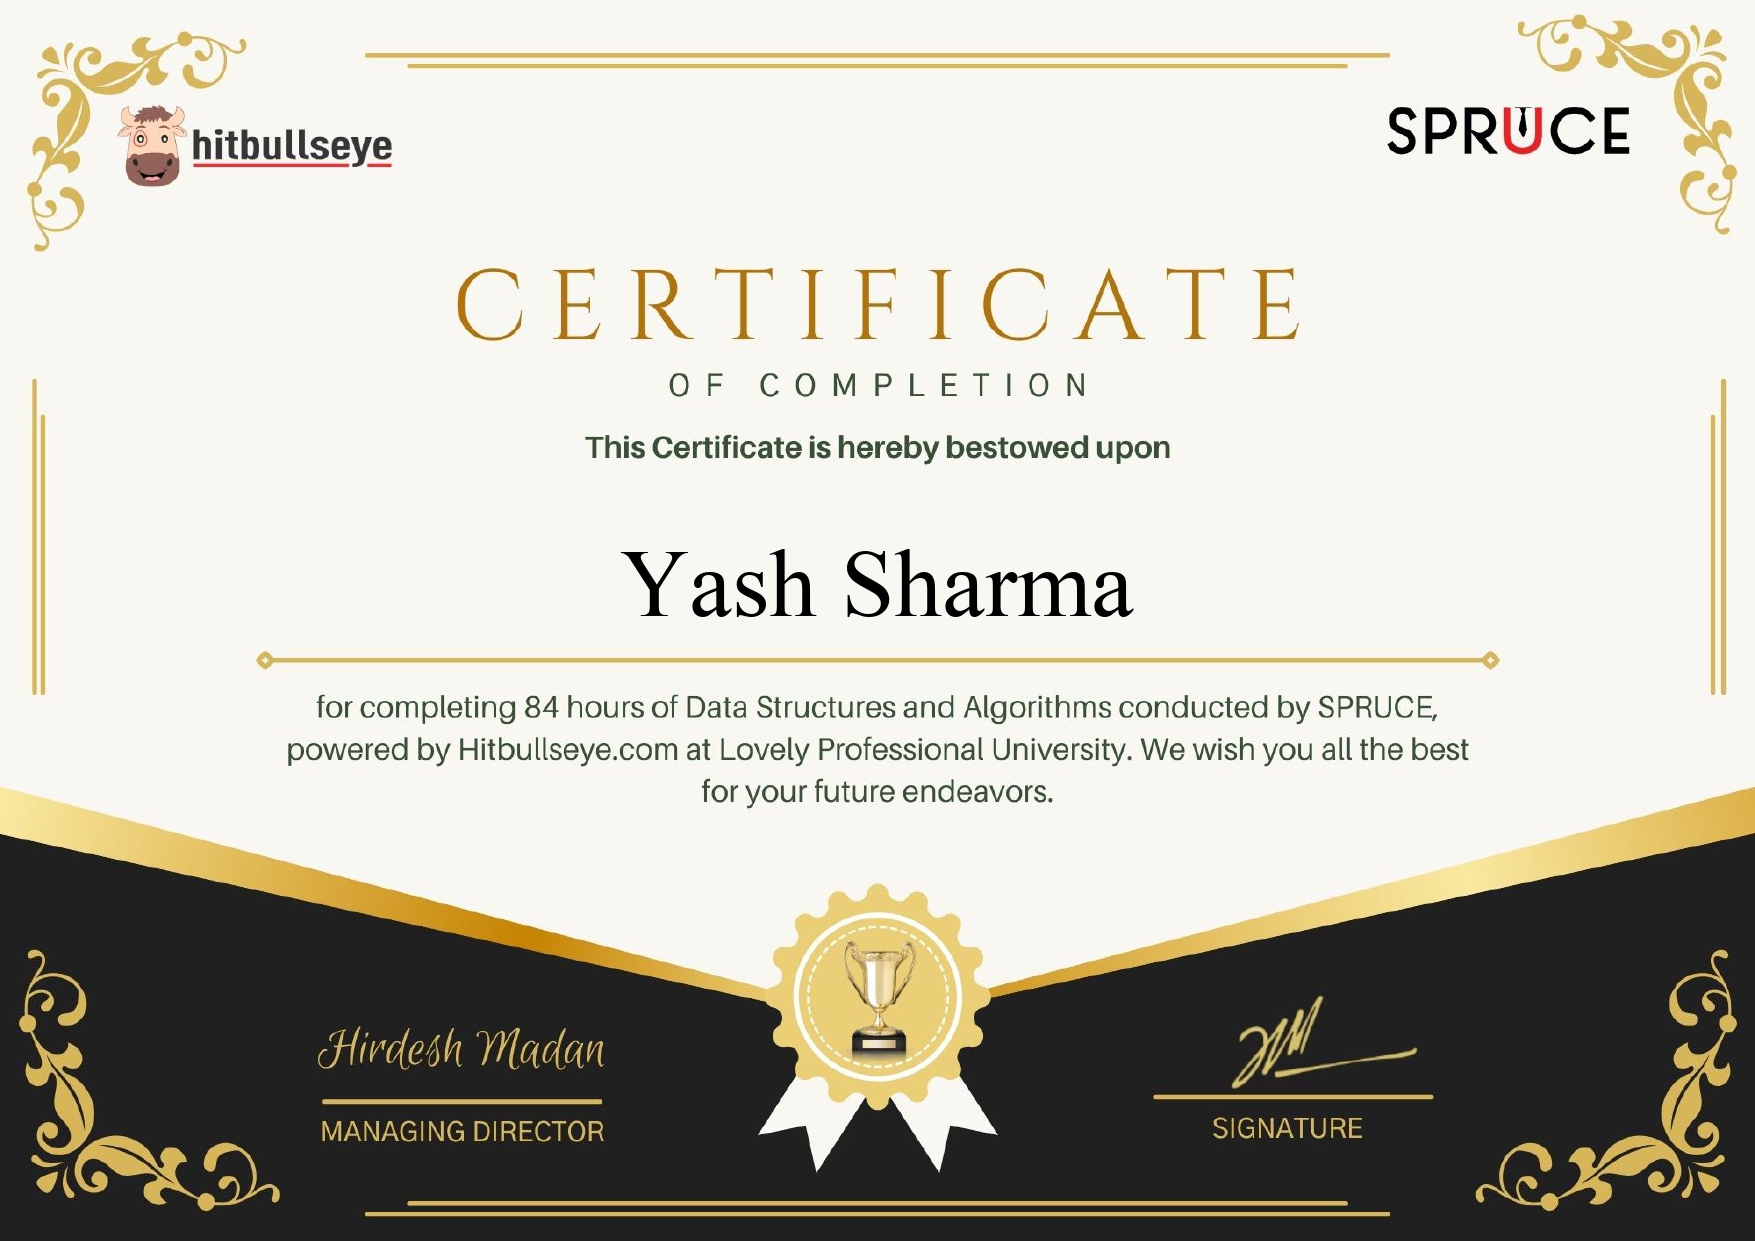 hitbullseye
SPRUCE
CERTIFICATE
OF COMPLETION
This Certificate is hereby bestowed upon
Yash Sharma
for completing 84 hours of Data Structures and Algorithms conducted by SPRUCE,
powered by Hitbullseye.com at Lovely Professional University. We wish you all the best
for your future endeavors.
Hirdesh Madan
MANAGING DIRECTOR
SIGNATURE